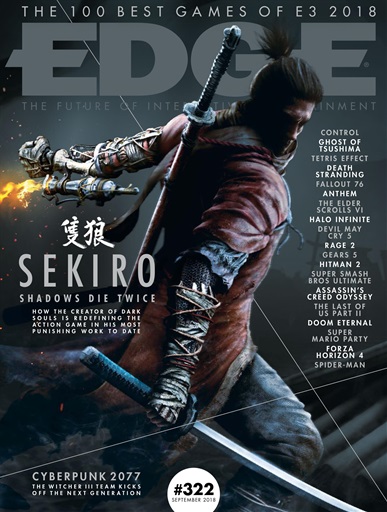 THE 100 BEST GAMES OF E3 2018
EDGE
THE FUTURE OF INTERACTIVE ENTERTAINMENT
CONTROL
GHOST OF
TSUSHIMA
TETRIS EFFECT
DEATH
STRANDING
FALLOUT 76
ANTHEM
THE ELDER
SCROLLS VI
HALO INFINITE
DEVIL MAY
CRY 5
RAGE 2
GEARS 5
HITMAN 2
SUPER SMASH
BROS ULTIMATE
ASSASSIN'S
CREED ODYSSEY
THE LAST OF
US PART II
DOOM ETERNAL
SUPER
MARIO PARTY
FORZA
HORIZON 4
SPIDER-MAN
隻狼
SEKIRO
SHADOWS DIE TWICE
HOW THE CREATOR OF DARK
SOULS IS REDEFINING THE
ACTION GAME IN HIS MOST
PUNISHING WORK TO DATE
CYBERPUNK 2077
THE WITCHER III TEAM KICKS
OFF THE NEXT GENERATION
#322
SEPTEMBER 2018